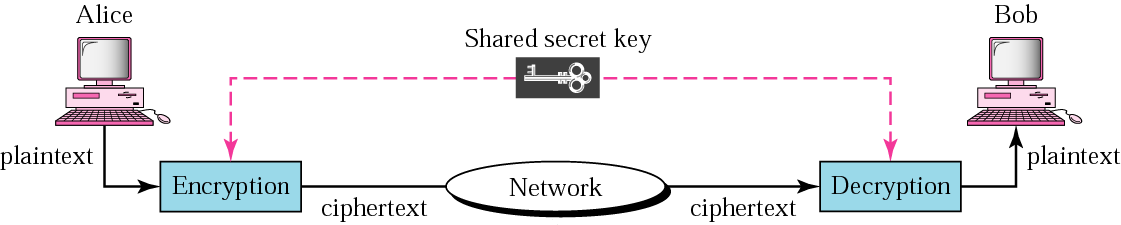 Alice
Bob
Shared secret key
plaintext
plaintext
Encryption
Network
Decryption
ciphertext
ciphertext